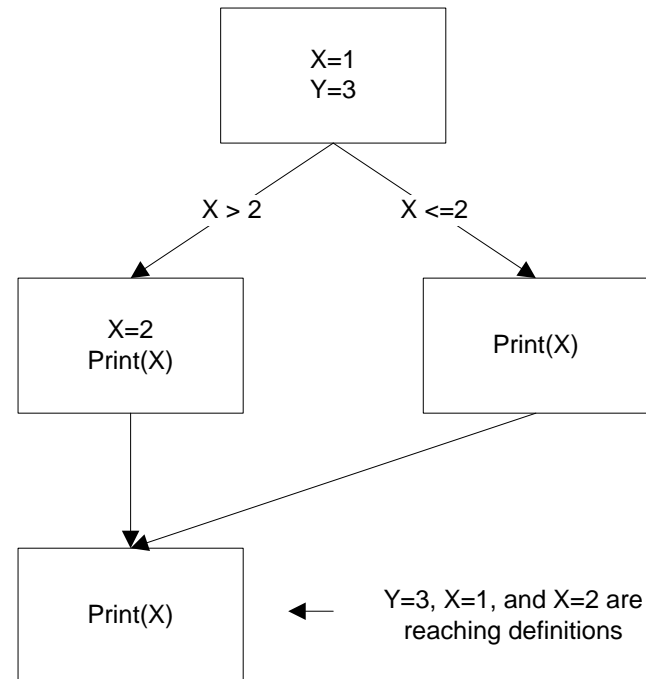 X=1
Y=3
X > 2
X <=2
X=2
Print(X)
Print(X)
Print(X)
Y=3, X=1, and X=2 are
reaching definitions